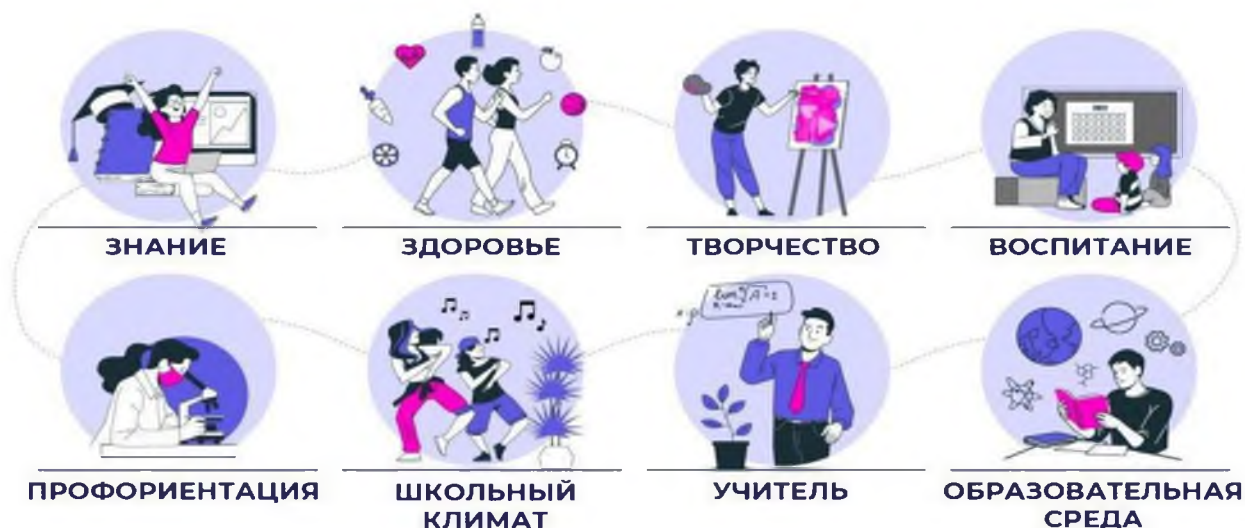 ЗНАНИЕ
ЗДОРОВЬЕ
ТВОРЧЕСТВО
ВОСПИТАНИЕ
ПРОФОРИЕНТАЦИЯ
ШКОЛЬНЫЙ
КЛИМАТ
УЧИТЕЛЬ
ОБРАЗОВАТЕЛЬНАЯ
СРЕДА